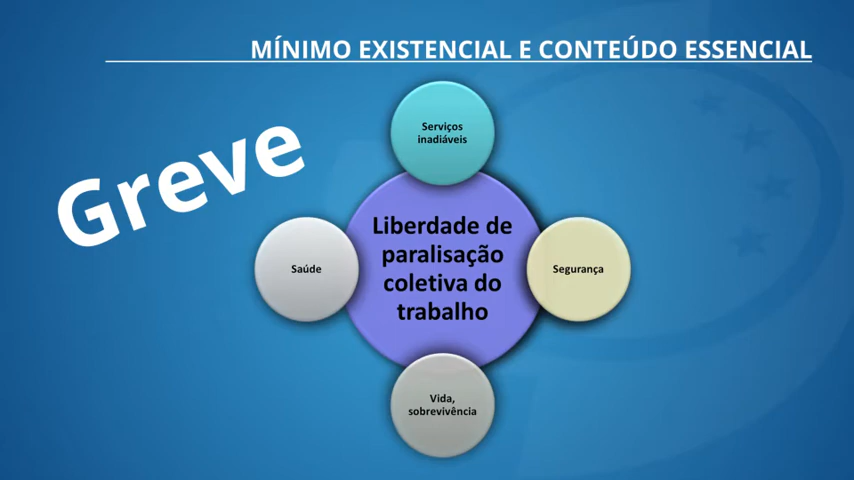 MÍNIMO EXISTENCIAL E CONTEÚDO ESSENCIAL
Greve
Serviços
inadiáveis
Liberdade de
paralisação
coletiva do
trabalho
Saúde
Segurança
Vida,
sobrevivência